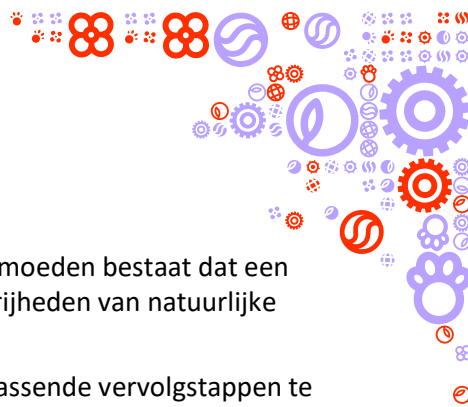 moeden bestaat dat een
rijheden van natuurlijke
assende vervolgstappen te